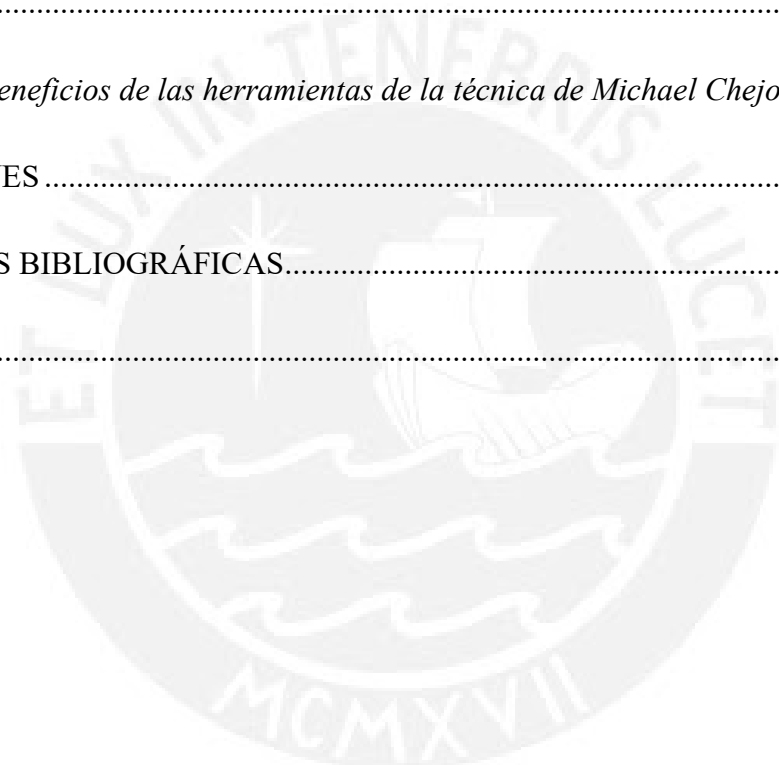 ........................................................................................................
eneficios de las herramientas de la técnica de Michael Chejo
ES ....................................................................................................
S BIBLIOGRÁFICAS....................................................................
........................................................................................................
ET LUX IN TENEBRIS LUCET
MCMXVII